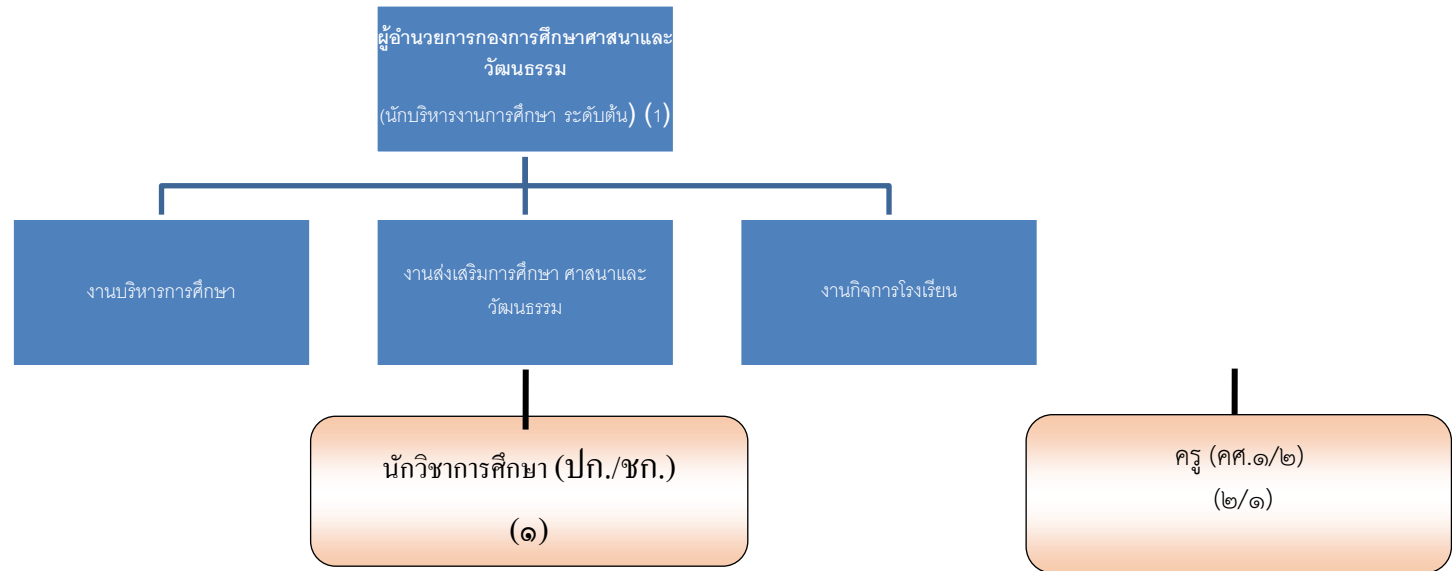 ผู้อำนวยการกองการศึกษาศาสนาและ
วัฒนธรรม
(นักบริหารงานการศึกษา ระดับต้น) (1)
งานบริหารการศึกษา
งานส่งเสริมการศึกษา ศาสนาและ
วัฒนธรรม
งานกิจการโรงเรียน
นักวิชาการศึกษา (ปก./ชก.)
(๑)
ครู (คศ.๑/๒)
(๒/๑)